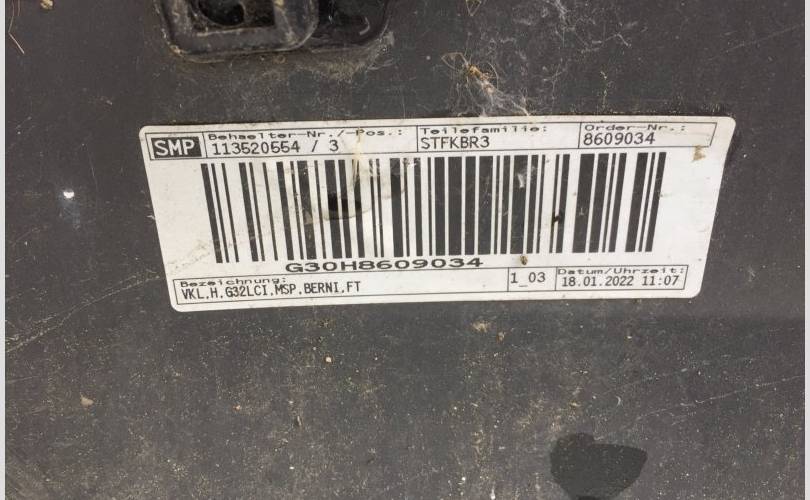 SMP Behaelter-Nr./-Pos.: Teilefamilie: Order-Nr.:
113520554 / 3 STFKBR3 8609034
G30H8609034
Bezeichnung: 1_03 Datum/Uhrzeit:
VKL,H,G32LCI,MSP,BERNI,FT 18.01.2022 11:07